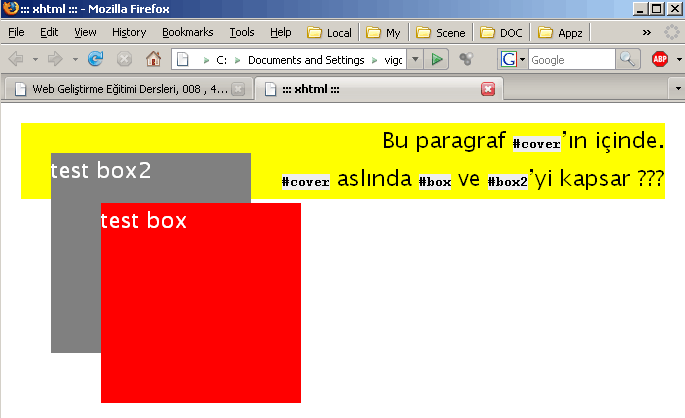 ::: xhtml ::: - Mozilla Firefox
File Edit View History Bookmarks Tools Help Local My Scene DOC Appz »
C: Documents and Settings vigo Google ABP
Web Geliştirme Eğitimi Dersleri, 008 , 4... ::: xhtml :::
Bu paragraf #cover'ın içinde.
#cover aslında #box ve #box2'yi kapsar ???
test box2
test box